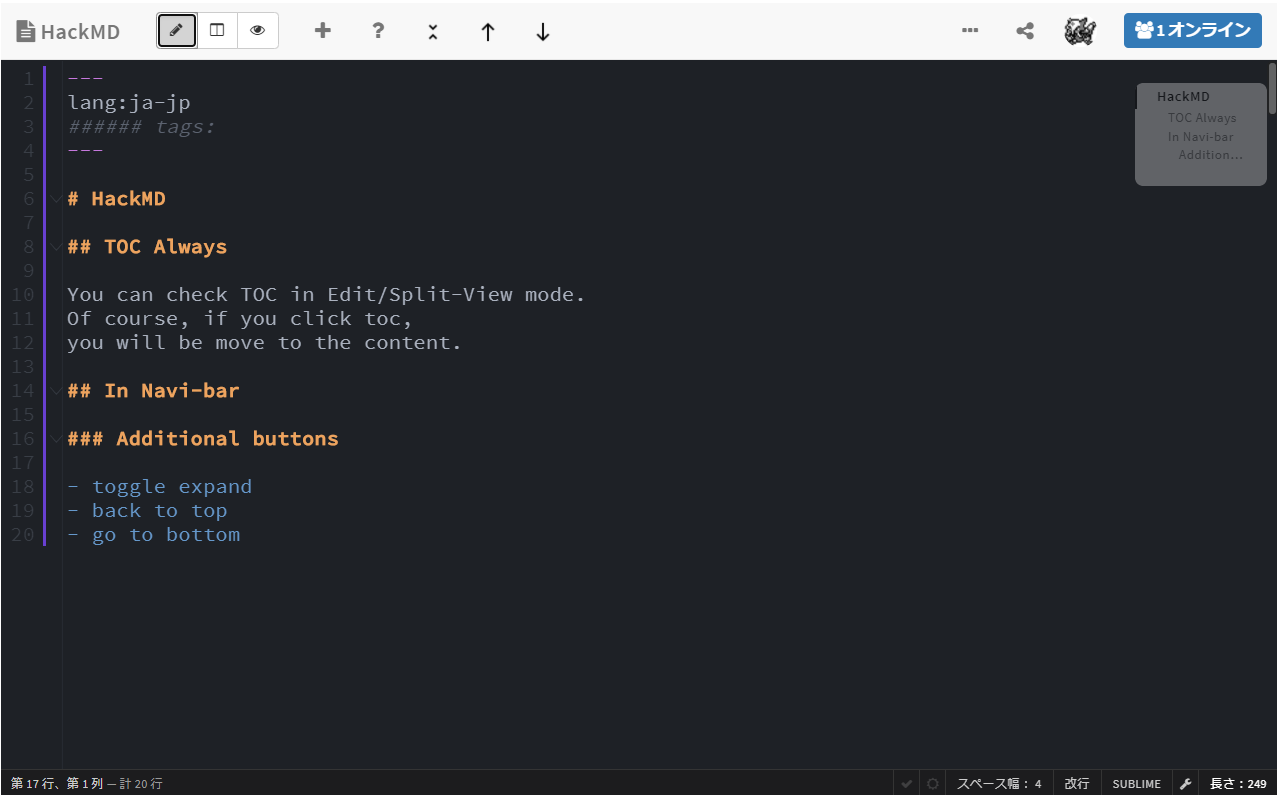 HackMD
1 オンライン
1 ---
2 lang:ja-jp
3 ###### tags:
4 ---
5
6 # HackMD
7
8 ## TOC Always
9
10 You can check TOC in Edit/Split-View mode.
11 Of course, if you click toc,
12 you will be move to the content.
13
14 ## In Navi-bar
15
16 ### Additional buttons
17
18 - toggle expand
19 - back to top
20 - go to bottom
HackMD
TOC Always
In Navi-bar
Addition...
第 17 行、第 1 列 — 計 20 行
スペース幅： 4
改行
SUBLIME
長さ：249